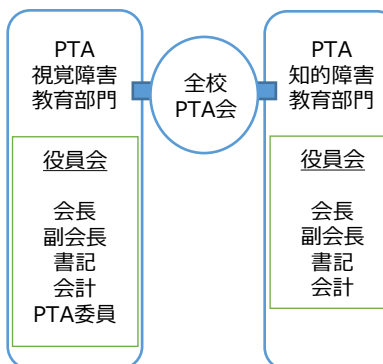 PTA
視覚障害
教育部門
役員会
会長
副会長
書記
会計
PTA委員
全校
PTA会
PTA
知的障害
教育部門
役員会
会長
副会長
書記
会計